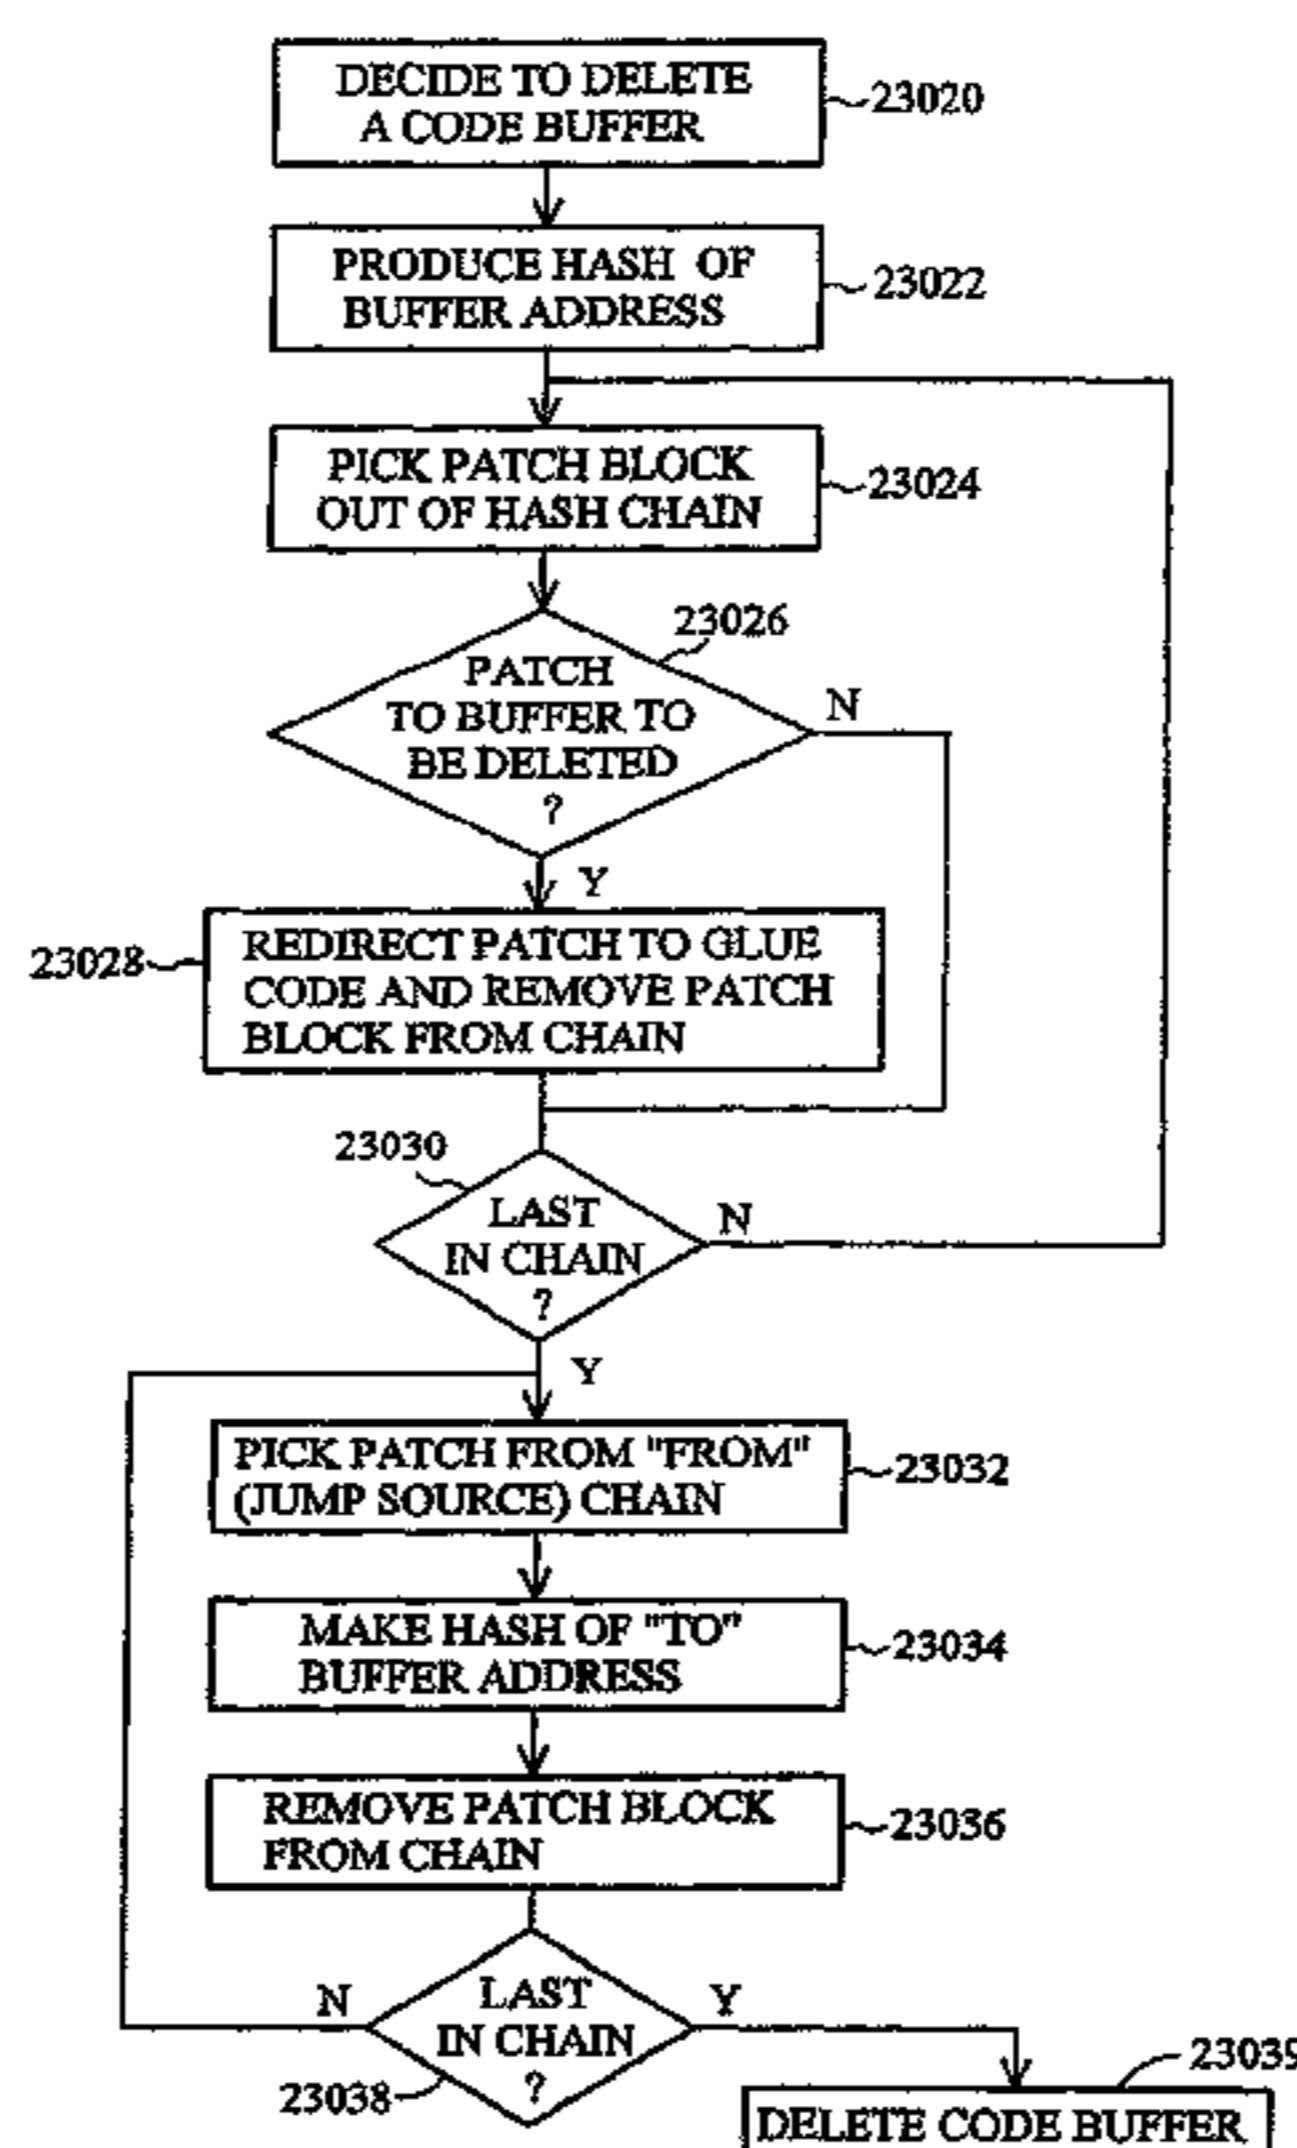 DECIDE TO DELETE
A CODE BUFFER
23020
PRODUCE HASH OF
BUFFER ADDRESS
23022
PICK PATCH BLOCK
OUT OF HASH CHAIN
23024
23026
PATCH
TO BUFFER TO
BE DELETED
?
N
Y
23028
REDIRECT PATCH TO GLUE
CODE AND REMOVE PATCH
BLOCK FROM CHAIN
23030
LAST
IN CHAIN
?
N
Y
PICK PATCH FROM "FROM"
(JUMP SOURCE) CHAIN
23032
MAKE HASH OF "TO"
BUFFER ADDRESS
23034
REMOVE PATCH BLOCK
FROM CHAIN
23036
N
LAST
IN CHAIN
?
Y
23038
23039
DELETE CODE BUFFER